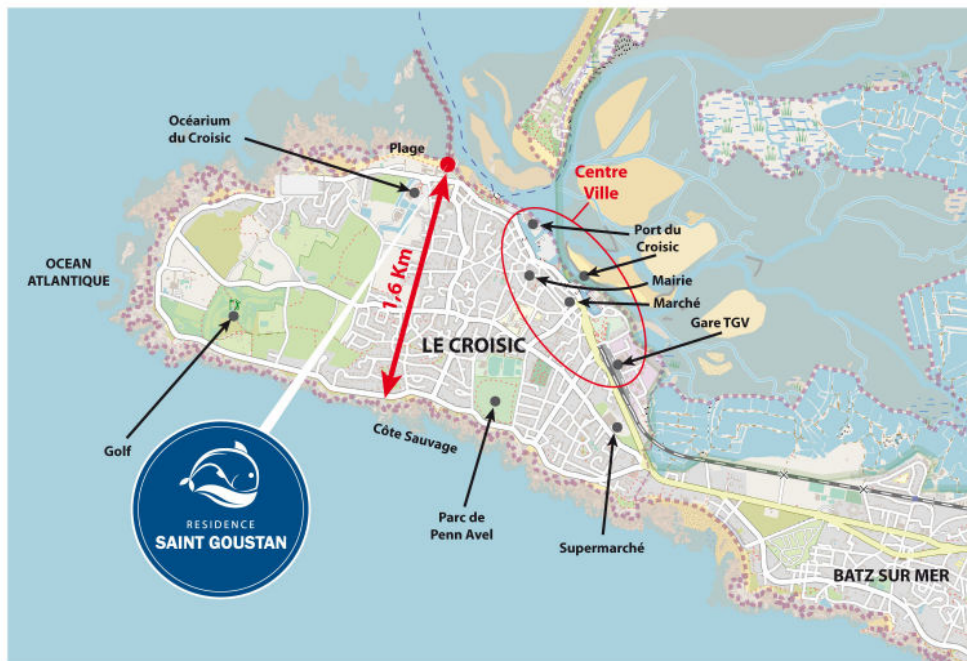 Océarium
du Croisic
Plage
Centre
Ville
Port du
Croisic
OCEAN
ATLANTIQUE
1,6 Km
Mairie
Marché
Gare TGV
LE CROISIC
Côte Sauvage
Golf
RESIDENCE
SAINT GOUSTAN
Parc de
Penn Avel
Supermarché
BATZ SUR MER